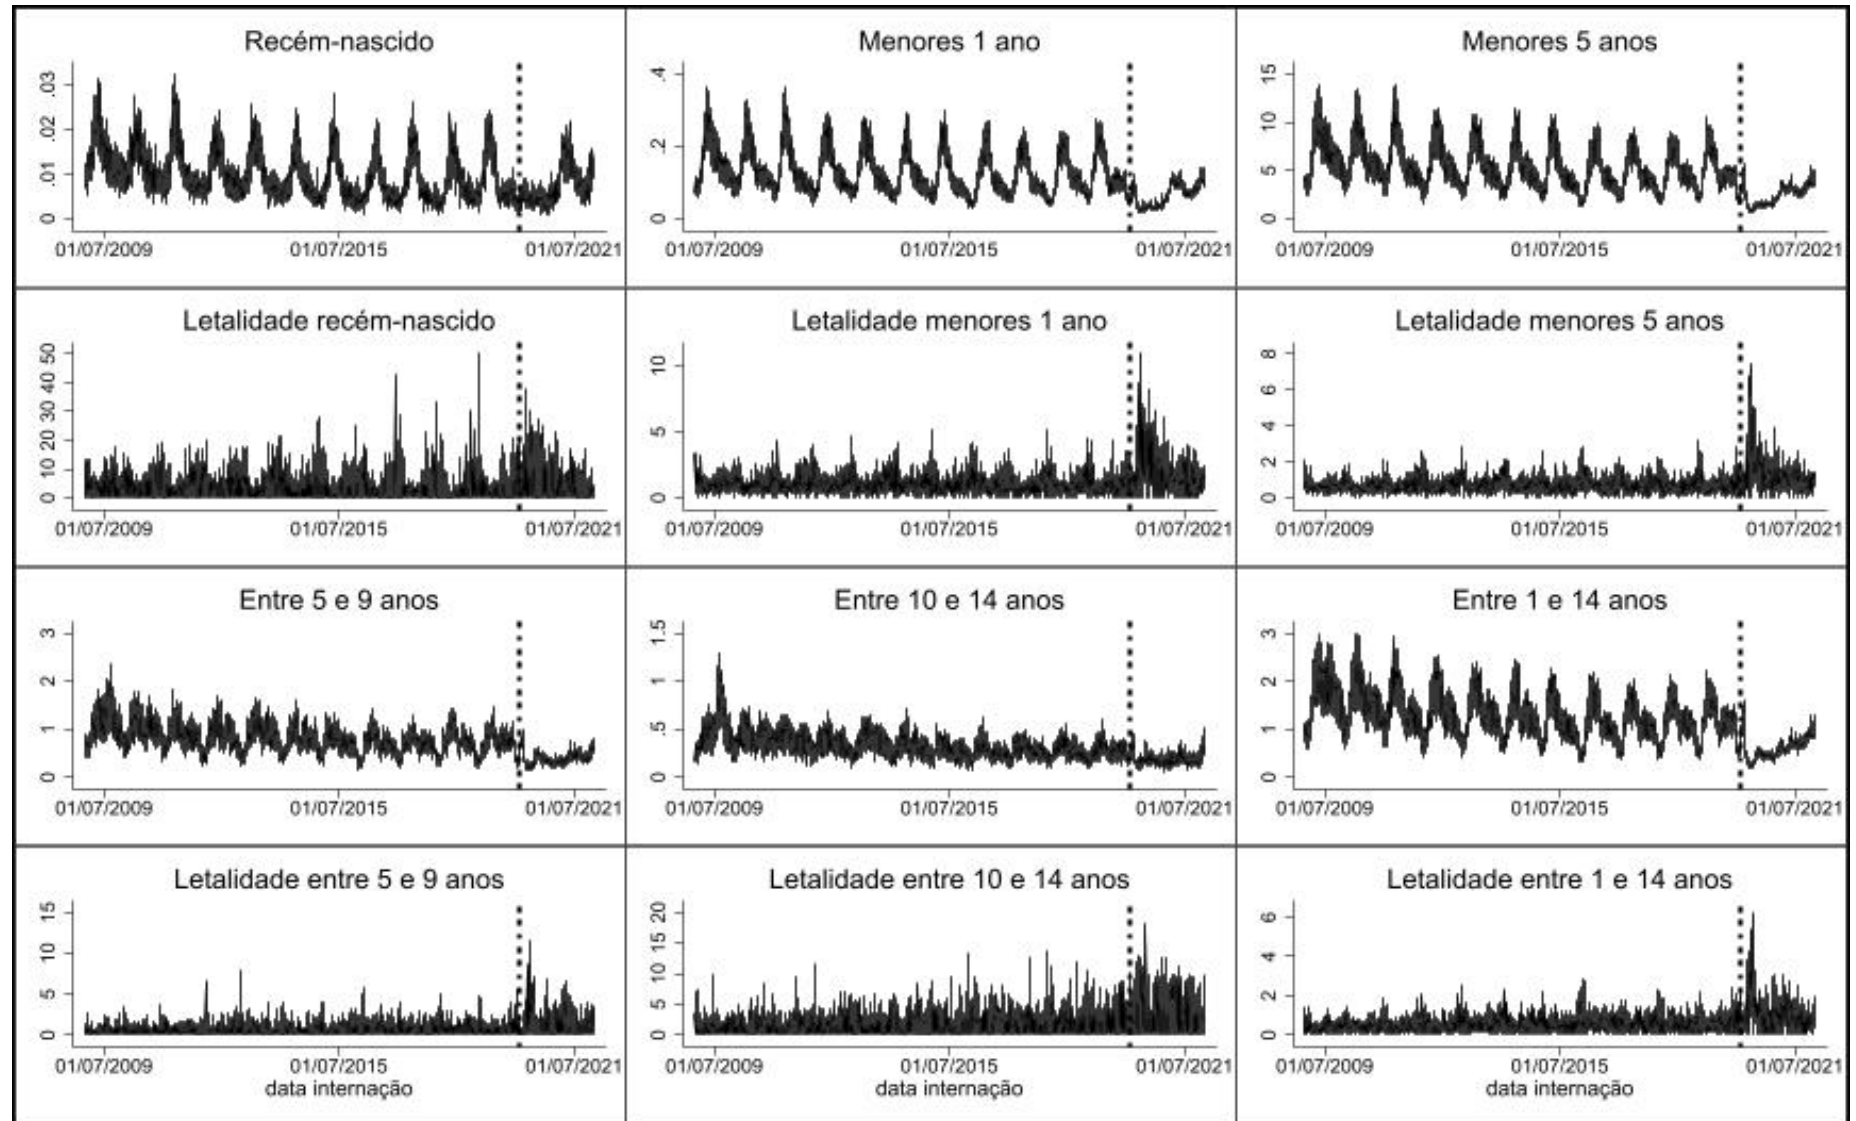 Recém-nascido
.03
.02
.01
0
01/07/2009 01/07/2015 01/07/2021
Menores 1 ano
.4
.2
0
01/07/2009 01/07/2015 01/07/2021
Menores 5 anos
15
10
5
0
01/07/2009 01/07/2015 01/07/2021
Letalidade recém-nascido
50
40
30
20
10
0
01/07/2009 01/07/2015 01/07/2021
Letalidade menores 1 ano
10
5
0
01/07/2009 01/07/2015 01/07/2021
Letalidade menores 5 anos
8
6
4
2
0
01/07/2009 01/07/2015 01/07/2021
Entre 5 e 9 anos
3
2
1
0
01/07/2009 01/07/2015 01/07/2021
Entre 10 e 14 anos
1.5
1
.5
0
01/07/2009 01/07/2015 01/07/2021
Entre 1 e 14 anos
3
2
1
0
01/07/2009 01/07/2015 01/07/2021
Letalidade entre 5 e 9 anos
15
10
5
0
01/07/2009 01/07/2015 01/07/2021
data internação
Letalidade entre 10 e 14 anos
20
15
10
5
0
01/07/2009 01/07/2015 01/07/2021
data internação
Letalidade entre 1 e 14 anos
6
4
2
0
01/07/2009 01/07/2015 01/07/2021
data internação